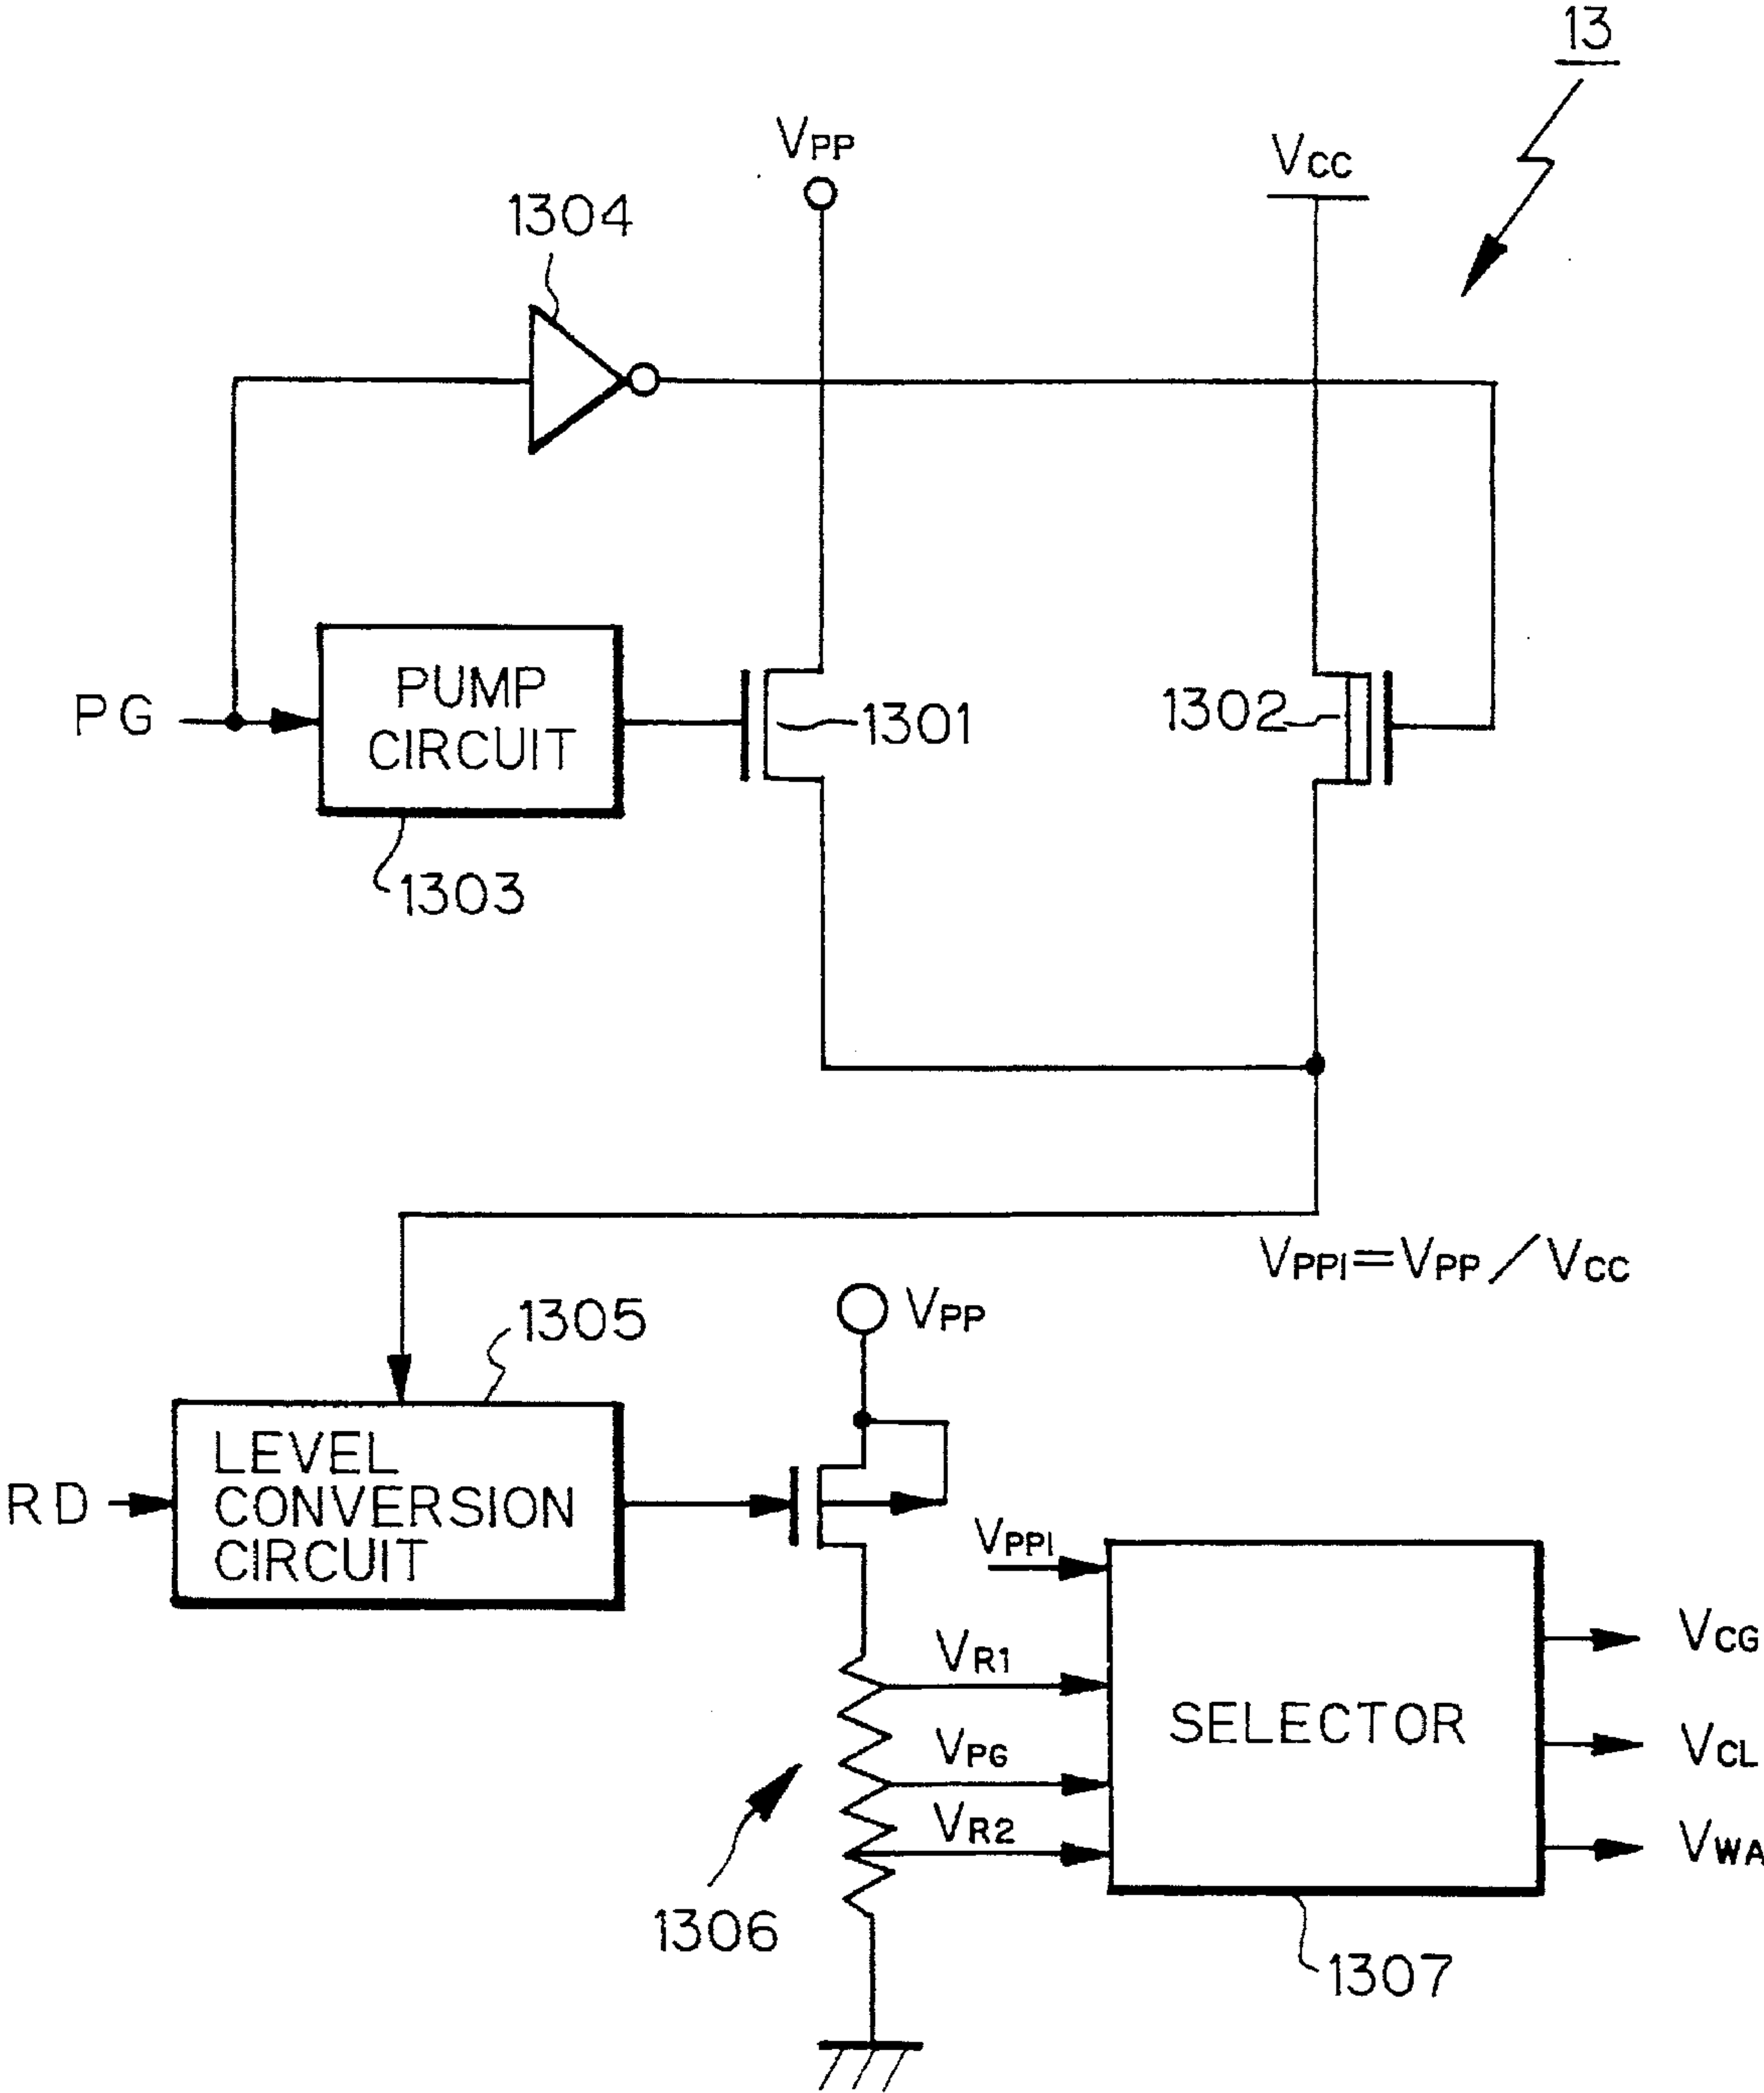 13
VPP
VCC
1304
PG
PUMP
CIRCUIT
1301
1302
1303
VPPI=VPP/VCC
VPP
1305
RD
LEVEL
CONVERSION
CIRCUIT
VPPI
VR1
VPG
VR2
SELECTOR
VCG
VCL
VWA
1306
1307